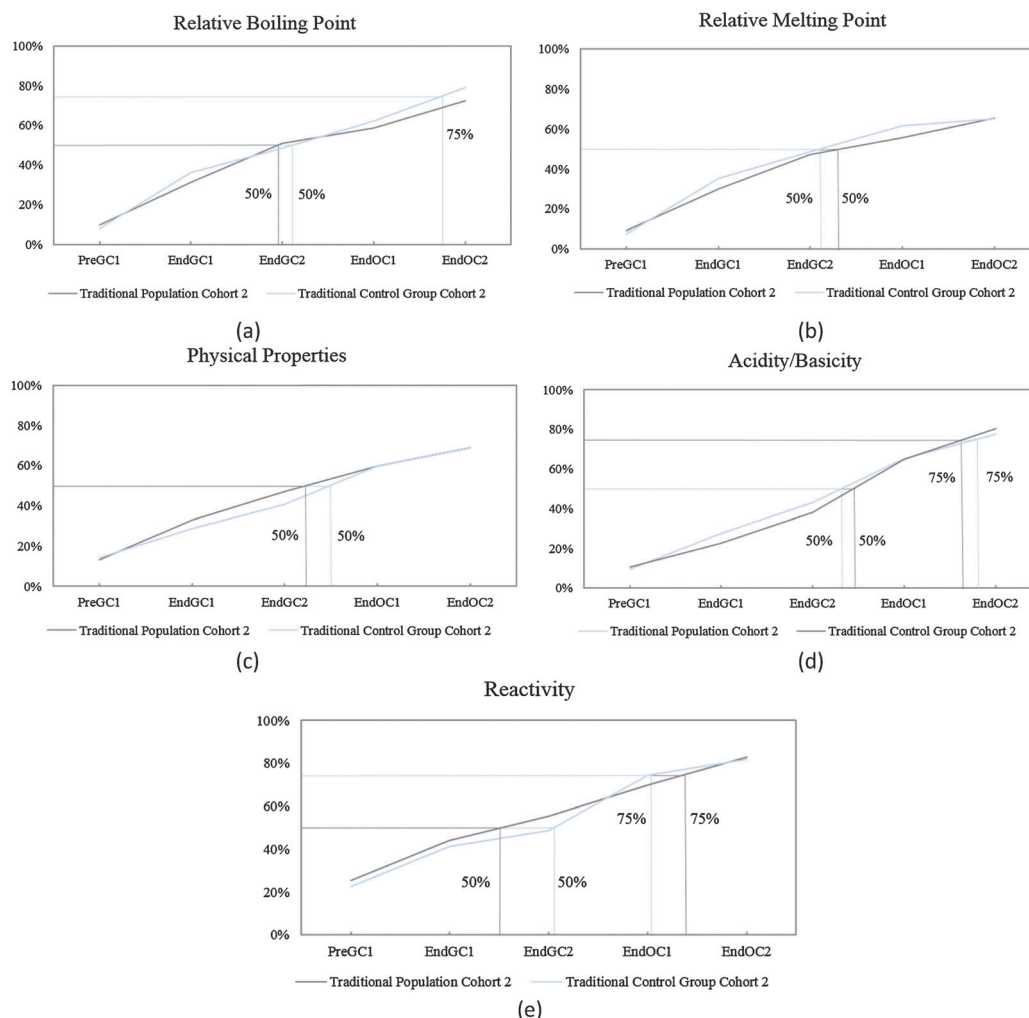 Relative Boiling Point
100%
80%
60%
40%
20%
0%
75%
50% 50%
PreGC1 EndGC1 EndGC2 EndOC1 EndOC2
Traditional Population Cohort 2 Traditional Control Group Cohort 2
(a)
Relative Melting Point
100%
80%
60%
40%
20%
0%
50% 50%
PreGC1 EndGC1 EndGC2 EndOC1 EndOC2
Traditional Population Cohort 2 Traditional Control Group Cohort 2
(b)
Physical Properties
100%
80%
60%
40%
20%
0%
50% 50%
PreGC1 EndGC1 EndGC2 EndOC1 EndOC2
Traditional Population Cohort 2 Traditional Control Group Cohort 2
(c)
Acidity/Basicity
100%
80%
60%
40%
20%
0%
75% 75%
50% 50%
PreGC1 EndGC1 EndGC2 EndOC1 EndOC2
Traditional Population Cohort 2 Traditional Control Group Cohort 2
(d)
Reactivity
100%
80%
60%
40%
20%
0%
75% 75%
50% 50%
PreGC1 EndGC1 EndGC2 EndOC1 EndOC2
Traditional Population Cohort 2 Traditional Control Group Cohort 2
(e)